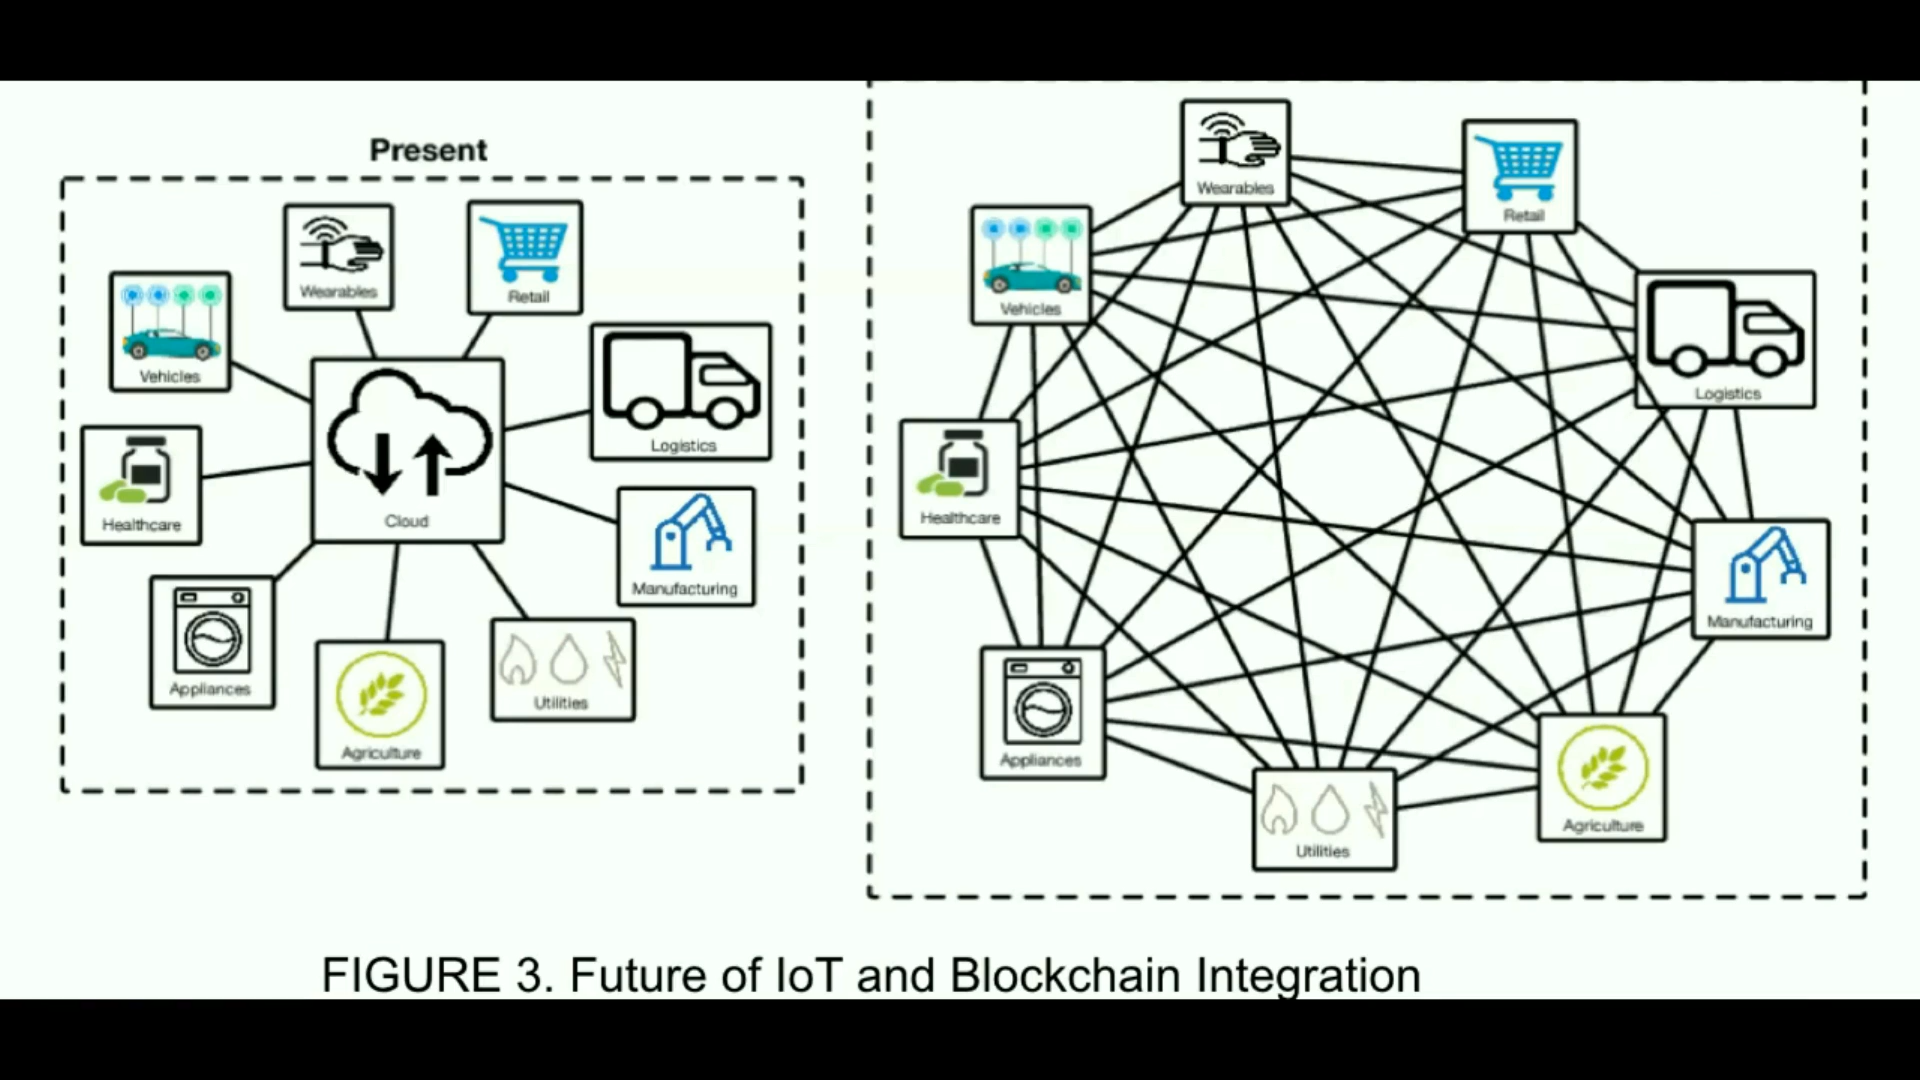 Present
Wearables
Retail
Vehicles
Logistics
Healthcare
Cloud
Manufacturing
Appliances
Utilities
Agriculture
Wearables
Retail
Vehicles
Logistics
Healthcare
Manufacturing
Appliances
Agriculture
Utilities
FIGURE 3. Future of IoT and Blockchain Integration